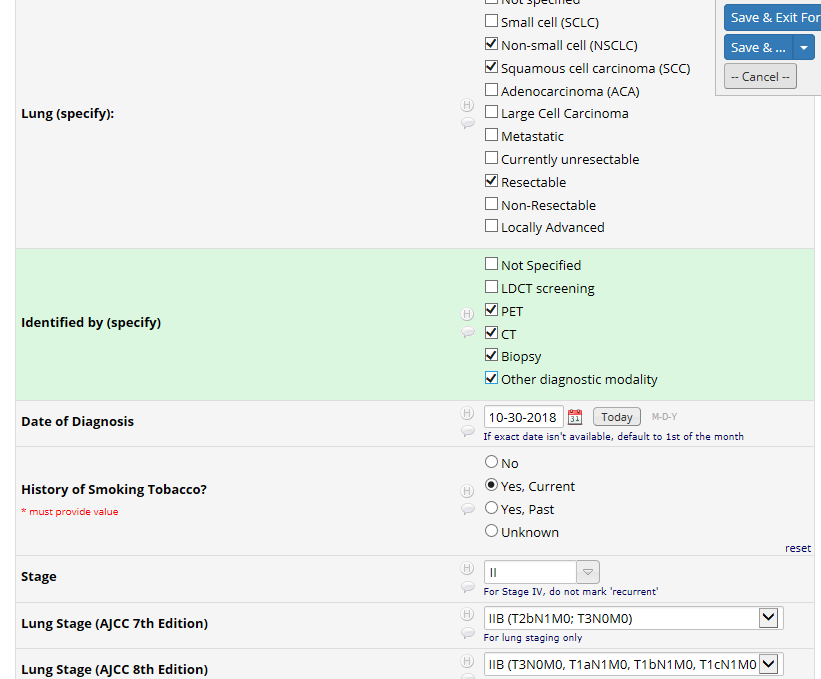 Not specified
Small cell (SCLC)
Save & Exit For
Non-small cell (NSCLC)
Save & ...
Squamous cell carcinoma (SCC)
-- Cancel --
Adenocarcinoma (ACA)
Lung (specify):
H
Large Cell Carcinoma
Metastatic
Currently unresectable
Resectable
Non-Resectable
Locally Advanced
Not Specified
LDCT screening
Identified by (specify)
H
PET
CT
Biopsy
Other diagnostic modality
Date of Diagnosis
H
10-30-2018
31
Today
M-D-Y
If exact date isn't available, default to 1st of the month
No
History of Smoking Tobacco?
H
Yes, Current
* must provide value
Yes, Past
Unknown
reset
Stage
H
II
For Stage IV, do not mark 'recurrent'
Lung Stage (AJCC 7th Edition)
H
IIB (T2bN1M0; T3N0M0)
For lung staging only
Lung Stage (AJCC 8th Edition)
H
IIB (T3N0M0, T1aN1M0, T1bN1M0, T1cN1M0